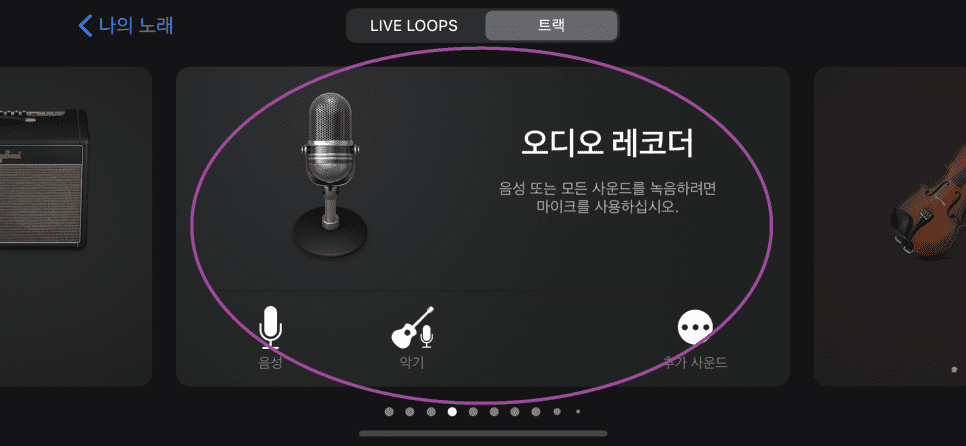 나의 노래
LIVE LOOPS
트랙
오디오 레코더
음성 또는 모든 사운드를 녹음하려면
마이크를 사용하십시오.
음성
악기
추가 사운드